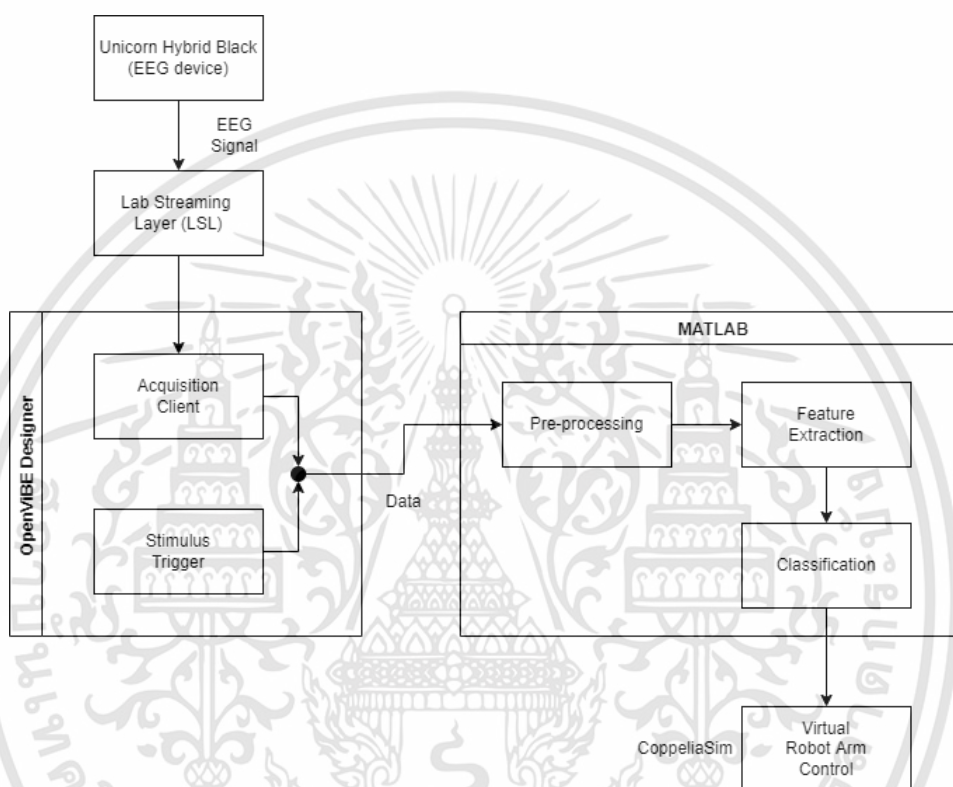 Unicorn Hybrid Black
(EEG device)
EEG
Signal
Lab Streaming
Layer (LSL)
OpenViBE Designer
Acquisition
Client
Stimulus
Trigger
Data
MATLAB
Pre-processing
Feature
Extraction
Classification
CoppeliaSim
Virtual
Robot Arm
Control